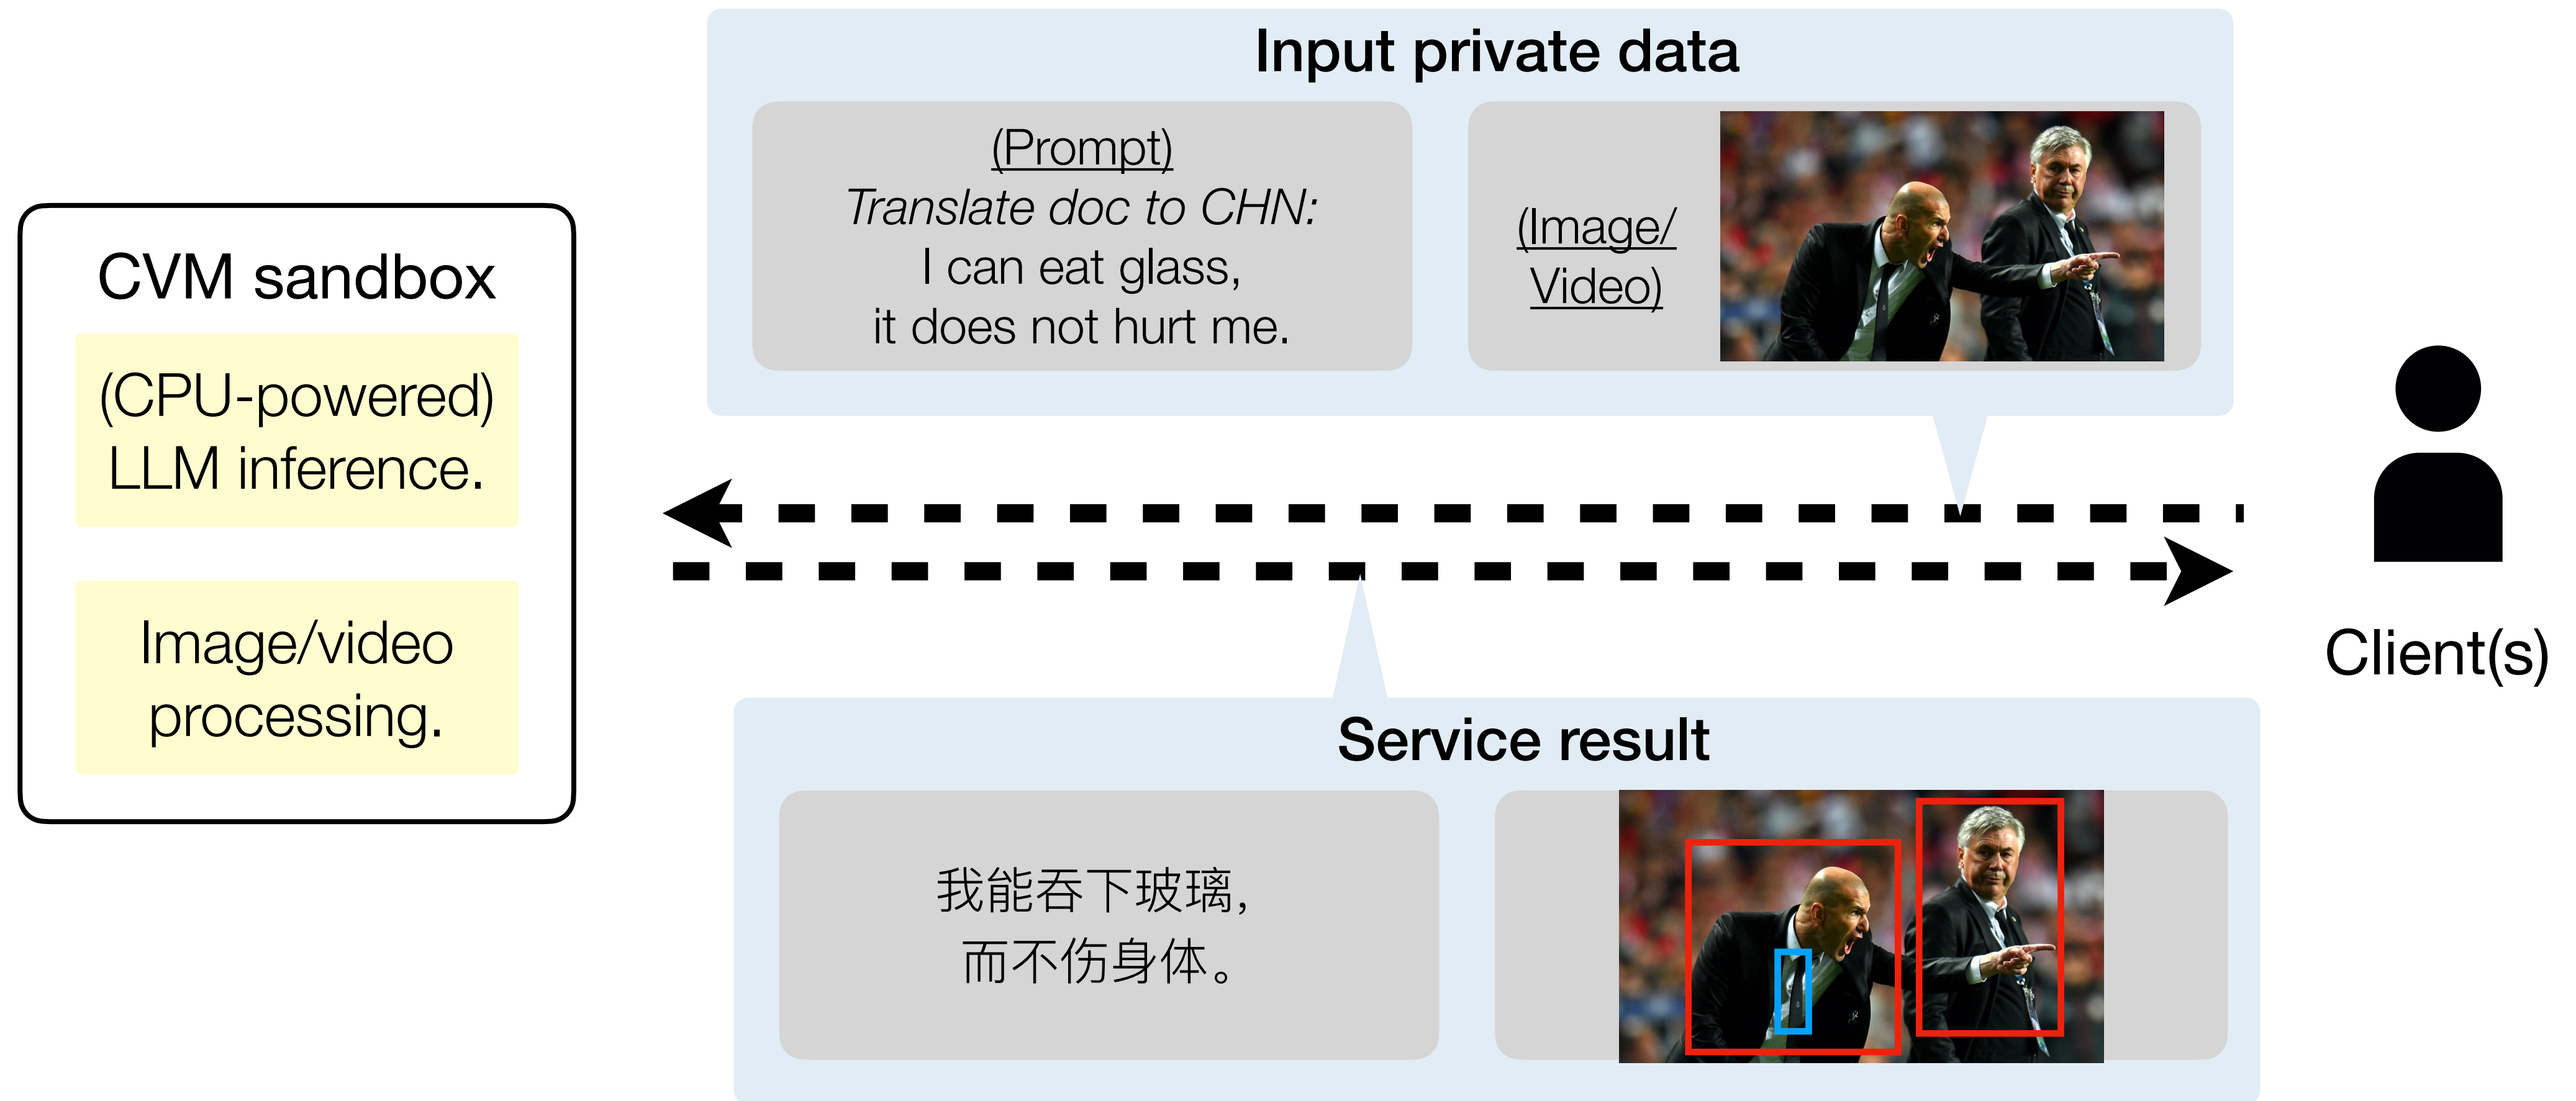 Input private data
(Prompt)
Translate doc to CHN:
I can eat glass,
it does not hurt me.
(Image/
Video)
CVM sandbox
(CPU-powered)
LLM inference.
Image/video
processing.
Client(s)
Service result
我能吞下玻璃,
而不伤身体。